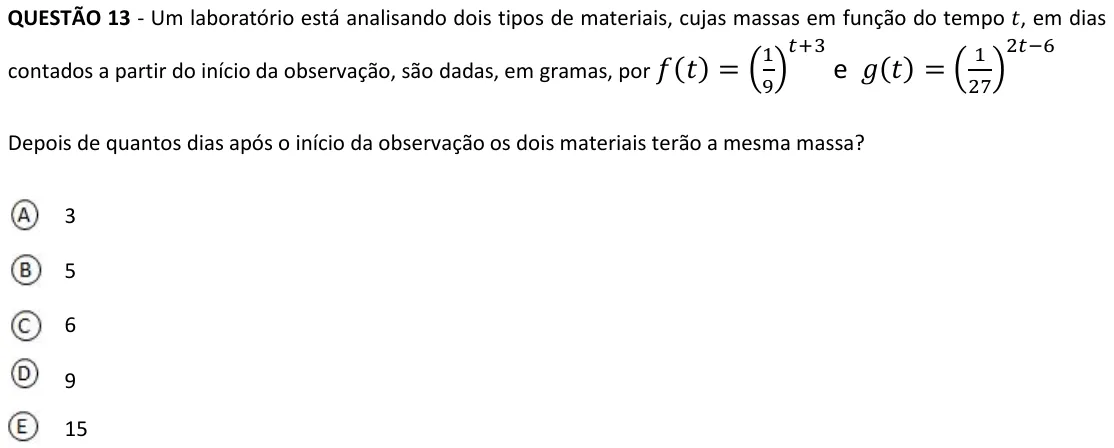 QUESTÃO 13 - Um laboratório está analisando dois tipos de materiais, cujas massas em função do tempo t, em dias
contados a partir do início da observação, são dadas, em gramas, por f(t) = (1/9)^(t+3) e g(t) = (1/27)^(2t−6)
Depois de quantos dias após o início da observação os dois materiais terão a mesma massa?
A 3
B 5
C 6
D 9
E 15